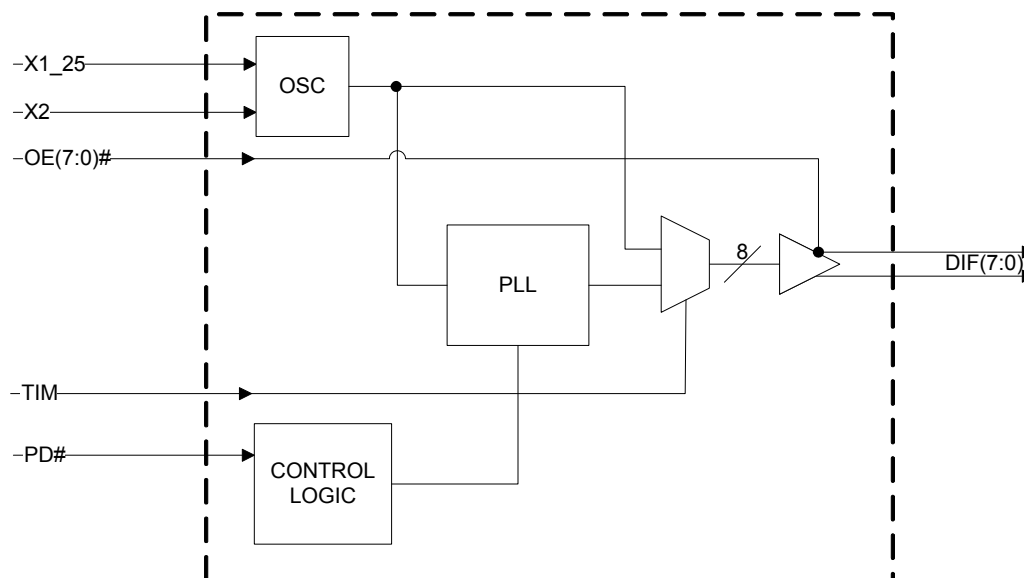 X1_25
OSC
X2
OE(7:0)#
8
DIF(7:0)
PLL
TIM
PD#
CONTROL
LOGIC